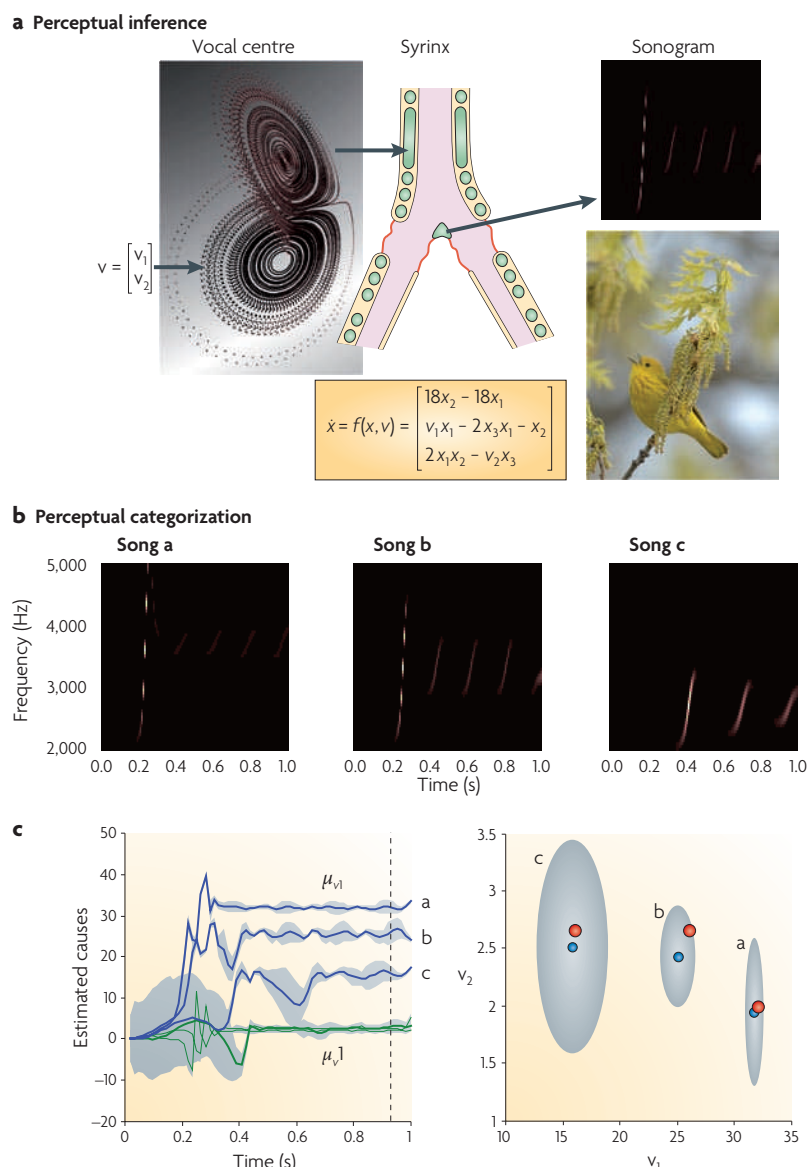 a Perceptual inference
Vocal centre
Syrinx
Sonogram
v = [v₁ v₂]
ẋ = f(x, v) = [18x₂ – 18x₁
v₁x₁ – 2x₃x₁ – x₂
2x₁x₂ – v₂x₃]
b Perceptual categorization
Song a
Song b
Song c
Frequency (Hz)
5,000
4,000
3,000
2,000
0.0 0.2 0.4 0.6 0.8 1.0
0.0 0.2 0.4 0.6 0.8 1.0
0.0 0.2 0.4 0.6 0.8 1.0
Time (s)
c
Estimated causes
50
40
30
20
10
0
–10
–20
μᵥ₁
a
b
c
μᵥ1
0 0.2 0.4 0.6 0.8 1
Time (s)
v₂
3.5
3
2.5
2
1.5
1
c
b
a
10 15 20 25 30 35
v₁